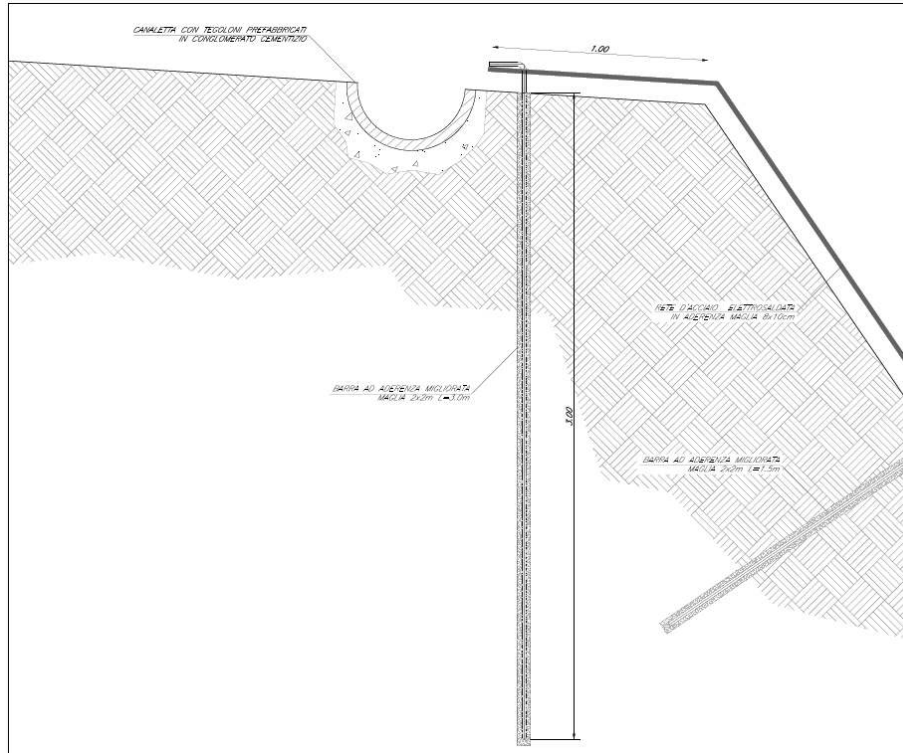 CANALETTA CON TEGOLONI PREFABBRICATI
IN CONGLOMERATO CEMENTIZIO
1.00
RETE D'ACCIAIO ELETTROSALDATA
IN ADERENZA MAGLIA 8x10cm
BARRA AD ADERENZA MIGLIORATA
MAGLIA 2x2m L=3.0m
3.00
BARRA AD ADERENZA MIGLIORATA
MAGLIA 2x2m L=1.5m